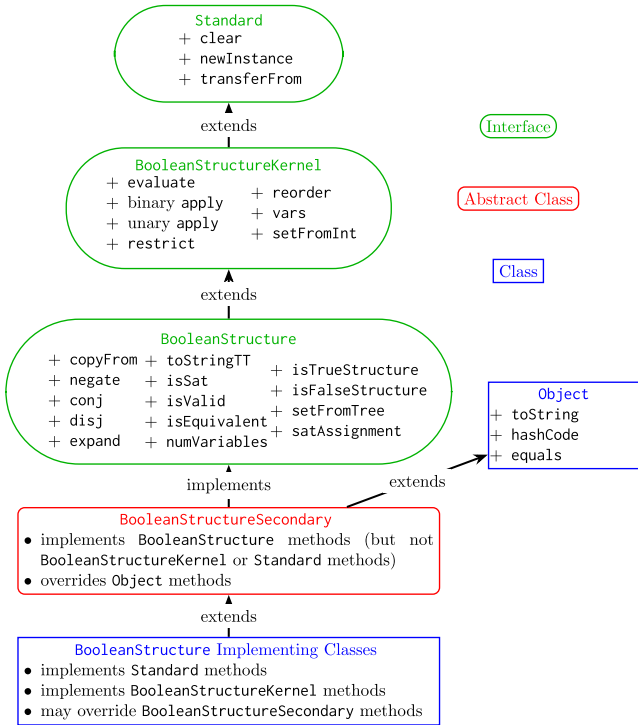 Standard
+ clear
+ newInstance
+ transferFrom
extends
Interface
BooleanStructureKernel
+ evaluate
+ binary apply
+ unary apply
+ restrict
+ reorder
+ vars
+ setFromInt
Abstract Class
Class
extends
BooleanStructure
+ copyFrom
+ negate
+ conj
+ disj
+ expand
+ toStringTT
+ isSat
+ isValid
+ isEquivalent
+ numVariables
+ isTrueStructure
+ isFalseStructure
+ setFromTree
+ satAssignment
Object
+ toString
+ hashCode
+ equals
implements
extends
BooleanStructureSecondary
• implements BooleanStructure methods (but not
BooleanStructureKernel or Standard methods)
• overrides Object methods
extends
BooleanStructure Implementing Classes
• implements Standard methods
• implements BooleanStructureKernel methods
• may override BooleanStructureSecondary methods